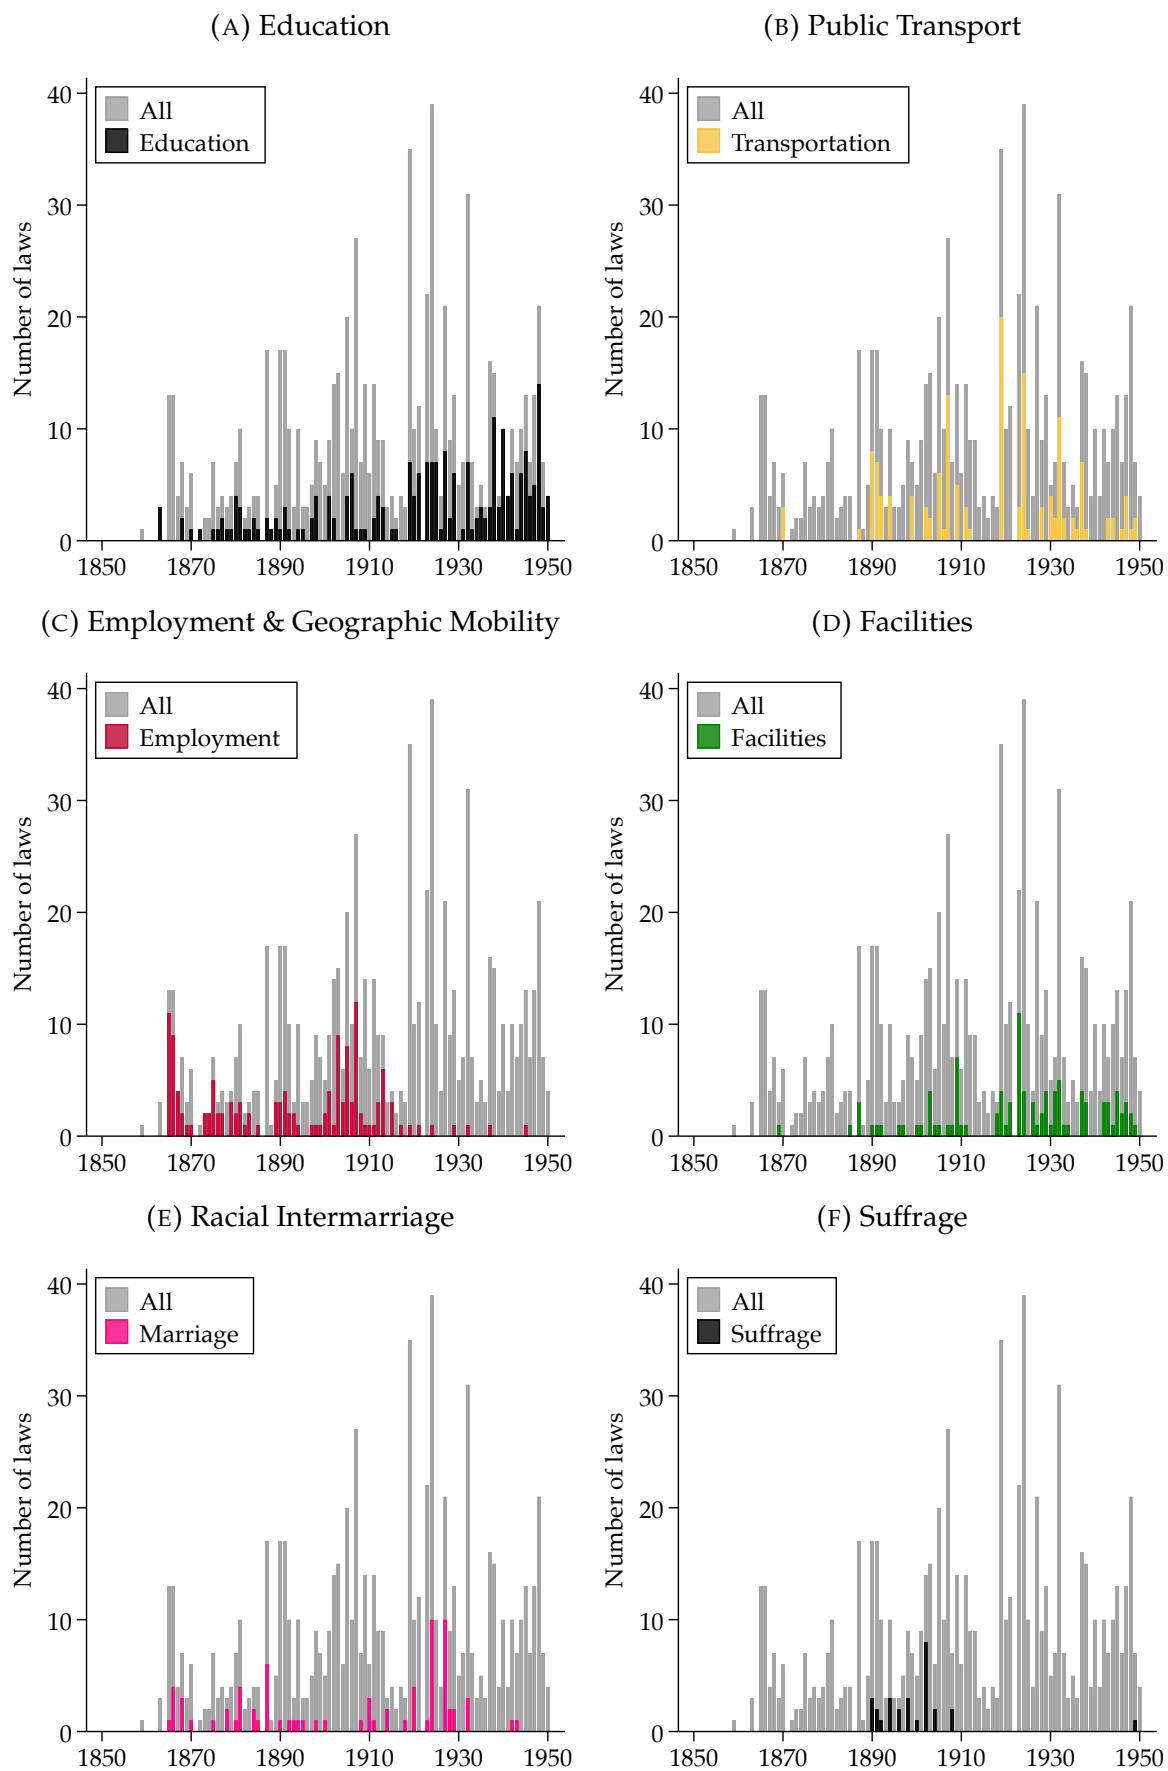 (A) Education
(B) Public Transport
40
30
20
10
0
Number of laws
All
Education
1850 1870 1890 1910 1930 1950
40
30
20
10
0
Number of laws
All
Transportation
1850 1870 1890 1910 1930 1950
(C) Employment & Geographic Mobility
(D) Facilities
40
30
20
10
0
Number of laws
All
Employment
1850 1870 1890 1910 1930 1950
40
30
20
10
0
Number of laws
All
Facilities
1850 1870 1890 1910 1930 1950
(E) Racial Intermarriage
(F) Suffrage
40
30
20
10
0
Number of laws
All
Marriage
1850 1870 1890 1910 1930 1950
40
30
20
10
0
Number of laws
All
Suffrage
1850 1870 1890 1910 1930 1950